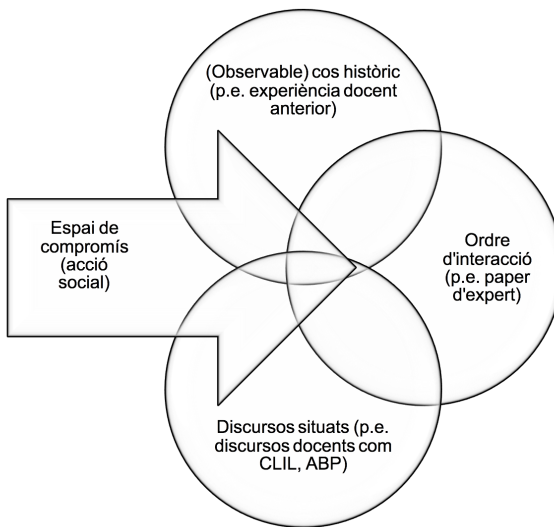 (Observable) cos històric
(p.e. experiència docent
anterior)
Espai de
compromís
(acció
social)
Ordre
d'interacció
(p.e. paper
d'expert)
Discursos situats (p.e.
discursos docents com
CLIL, ABP)